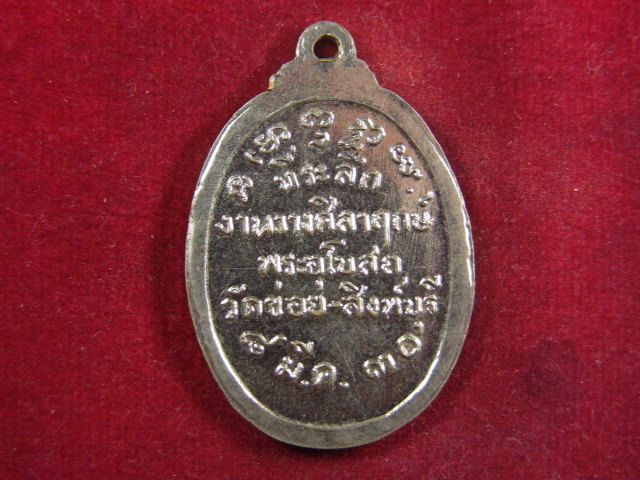 ที่ระลึก
งานวางศิลาฤกษ์
พระอุโบสถ
วัดข่อย-สิงห์บุรี
๙ มี.ค. ๓๐